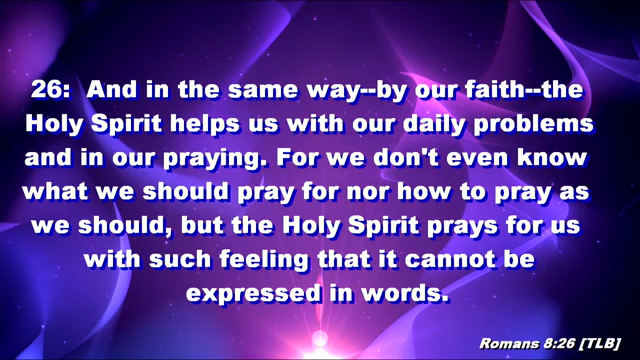 26:  And in the same way--by our faith--the
Holy Spirit helps us with our daily problems
and in our praying. For we don't even know
what we should pray for nor how to pray as
we should, but the Holy Spirit prays for us
with such feeling that it cannot be
expressed in words.
Romans 8:26 [TLB]